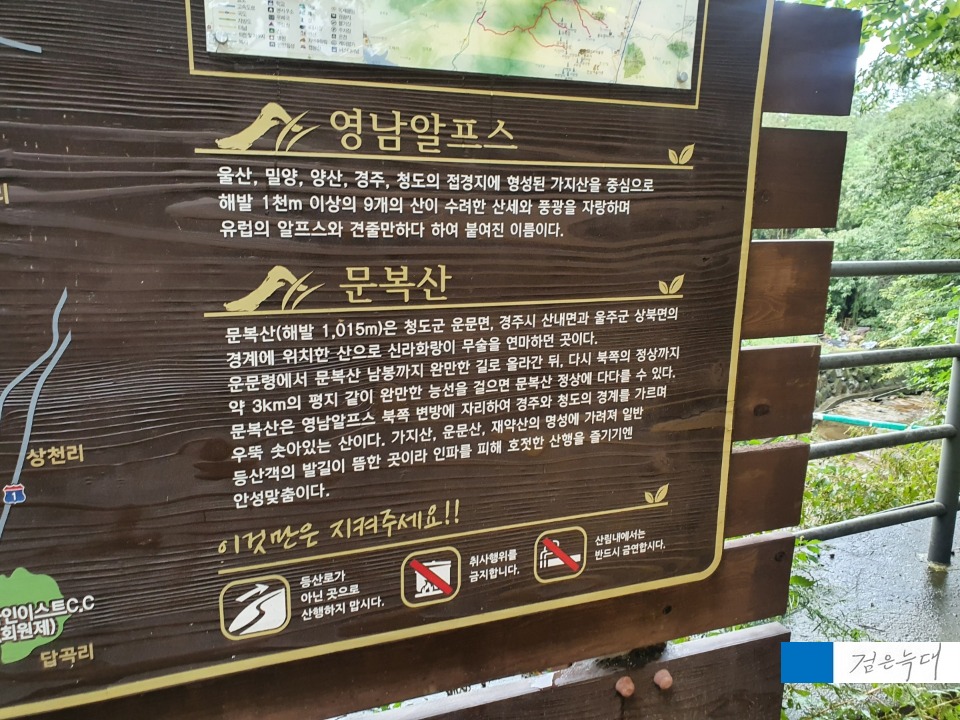 영남알프스
울산, 밀양, 양산, 경주, 청도의 접경지에 형성된 가지산을 중심으로
해발 1천m 이상의 9개의 산이 수려한 산세와 풍광을 자랑하며
유럽의 알프스와 견줄만하다 하여 붙여진 이름이다.
문복산
문복산(해발 1,015m)은 청도군 운문면, 경주시 산내면과 울주군 상북면의
경계에 위치한 산으로 신라화랑이 무술을 연마하던 곳이다.
운문령에서 문복산 남봉까지 완만한 길로 올라간 뒤, 다시 북쪽의 정상까지
약 3km의 평지 같이 완만한 능선을 걸으면 문복산 정상에 다다를 수 있다.
문복산은 영남알프스 북쪽 변방에 자리하여 경주와 청도의 경계를 가르며
우뚝 솟아있는 산이다. 가지산, 운문산, 재약산의 명성에 가려져 일반
등산객의 발길이 뜸한 곳이라 인파를 피해 호젓한 산행을 즐기기엔
안성맞춤이다.
이것만은 지켜주세요!!
등산로가
아닌 곳으로
산행하지 맙시다.
취사행위를
금지합니다.
산림내에서는
반드시 금연합시다.
리
상천리
1
인이스트C.C
회원제)
답곡리
검은늑대